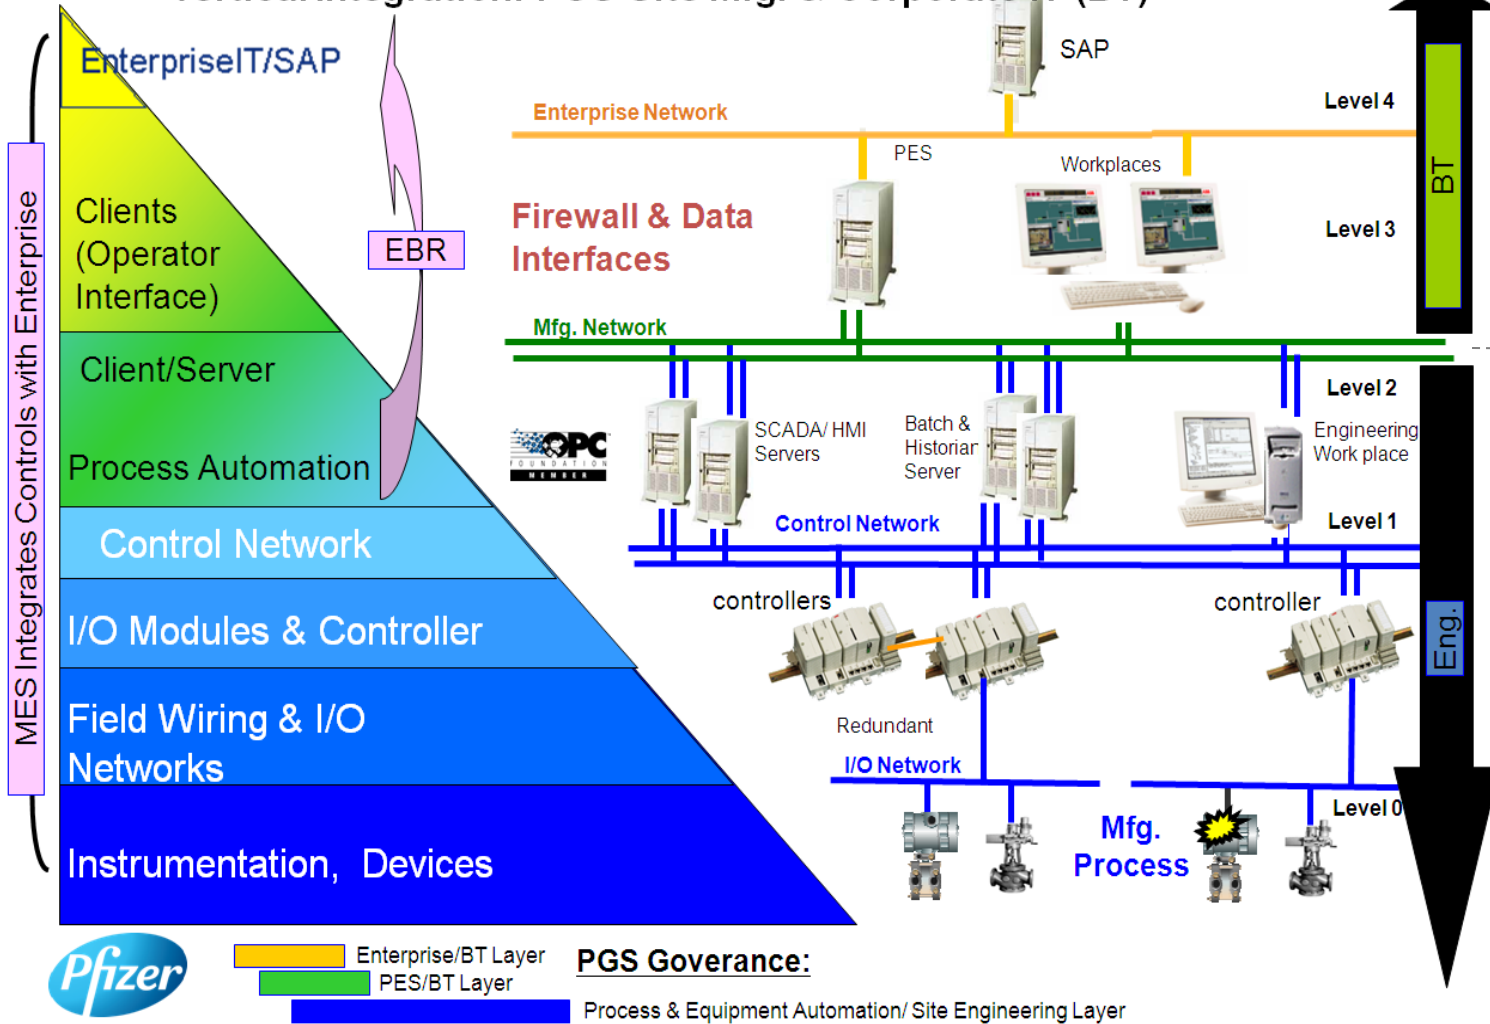 EnterpriseIT/SAP
Clients
(Operator
Interface)
Client/Server
Process Automation
Control Network
I/O Modules & Controller
Field Wiring & I/O
Networks
Instrumentation, Devices
MES Integrates Controls with Enterprise
EBR
SAP
Enterprise Network
Level 4
PES
Workplaces
Firewall & Data
Interfaces
Level 3
BT
Mfg. Network
Level 2
OPC
FOUNDATION
MEMBER
SCADA/ HMI
Servers
Batch &
Historian
Server
Engineering
Work place
Control Network
Level 1
controllers
controller
Eng.
Redundant
I/O Network
Level 0
Mfg.
Process
Pfizer
Enterprise/BT Layer
PES/BT Layer
PGS Goverance:
Process & Equipment Automation/ Site Engineering Layer